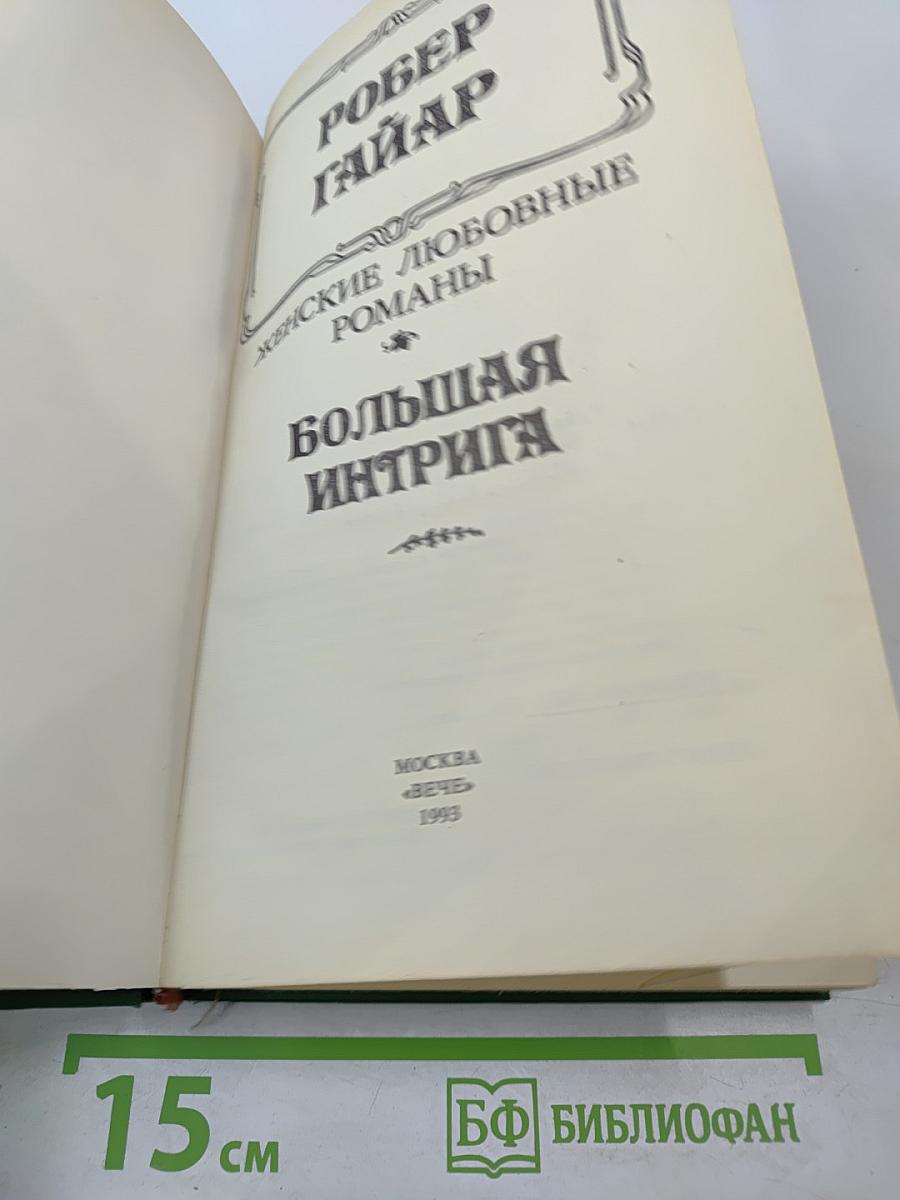 РОБЕР
ГАЙАР
ЖЕНСКИЕ ЛЮБОВНЫЕ
РОМАНЫ
БОЛЬШАЯ
ИНТРИГА
МОСКВА
«ВЕЧЕ»
1993
15 см
БФ БИБЛИОФАН